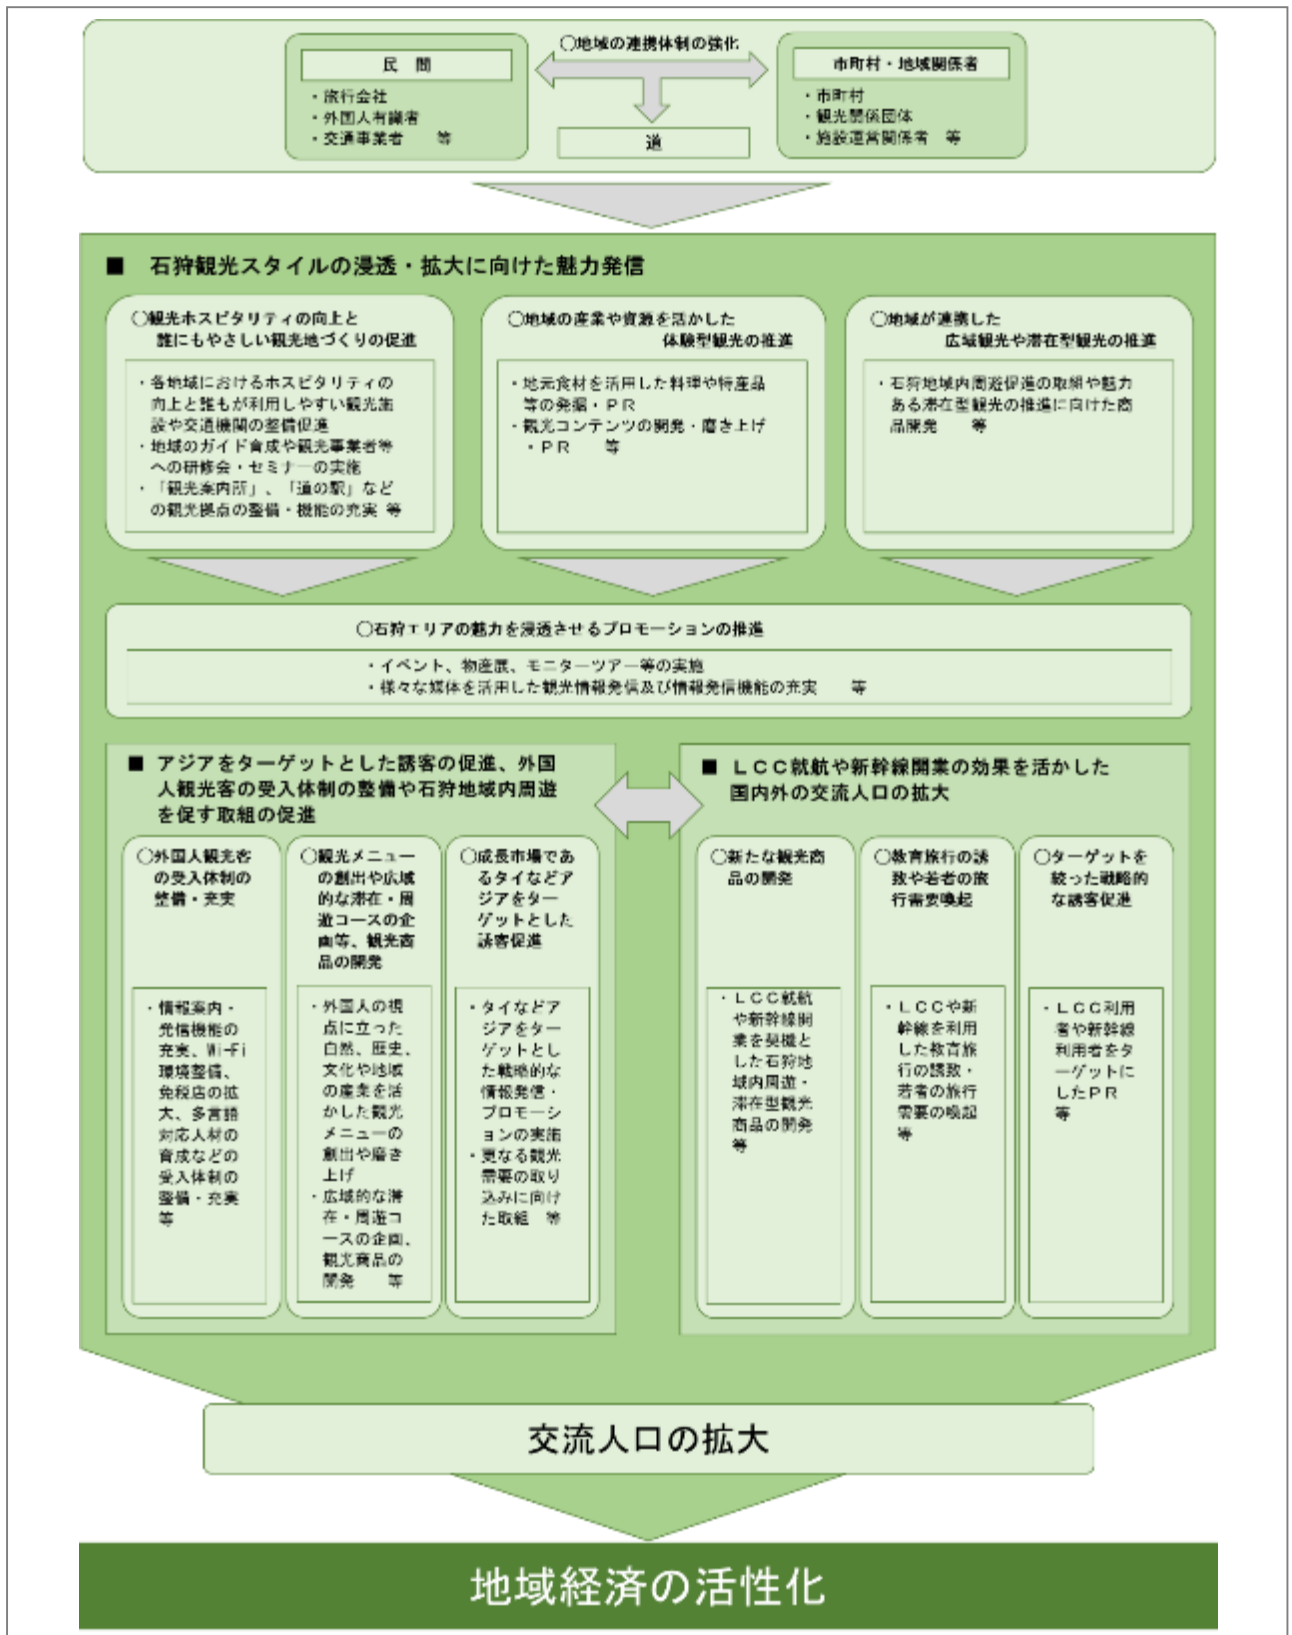 ○地域の連携体制の強化
民　間
・旅行会社
・外国人有識者
・交通事業者　等
道
市町村・地域関係者
・市町村
・観光関係団体
・施設運営関係者　等
■　石狩観光スタイルの浸透・拡大に向けた魅力発信
○観光ホスピタリティの向上と
誰にもやさしい観光地づくりの促進
・各地域におけるホスピタリティの
向上と誰もが利用しやすい観光施
設や交通機関の整備促進
・地域のガイド育成や観光事業者等
への研修会・セミナーの実施
・「観光案内所」、「道の駅」など
の観光拠点の整備・機能の充実 等
○地域の産業や資源を活かした
体験型観光の推進
・地元食材を活用した料理や特産品
等の発掘・ＰＲ
・観光コンテンツの開発・磨き上げ
・ＰＲ　　等
○地域が連携した
広域観光や滞在型観光の推進
・石狩地域内周遊促進の取組や魅力
ある滞在型観光の推進に向けた商
品開発　　等
○石狩エリアの魅力を浸透させるプロモーションの推進
・イベント、物産展、モニターツアー等の実施
・様々な媒体を活用した観光情報発信及び情報発信機能の充実　　等
■ アジアをターゲットとした誘客の促進、外国
人観光客の受入体制の整備や石狩地域内周遊
を促す取組の促進
○外国人観光客
の受入体制の
整備・充実
・情報案内・
発信機能の
充実、Wi-Fi
環境整備、
免税店の拡
大、多言語
対応人材の
育成などの
受入体制の
整備・充実
等
○観光メニュー
の創出や広域
的な滞在・周
遊コースの企
画等、観光商
品の開発
・外国人の視
点に立った
自然、歴史、
文化や地域
の産業を活
かした観光
メニューの
創出や磨き
上げ
・広域的な滞
在・周遊コ
ースの企画、
観光商品の
開発　　等
○成長市場であ
るタイなどア
ジアをター
ゲットとした
誘客促進
・タイなどア
ジアをター
ゲットとし
た戦略的な
情報発信・
プロモーシ
ョンの実施
・更なる観光
需要の取り
込みに向け
た取組　等
■ ＬＣＣ就航や新幹線開業の効果を活かした
国内外の交流人口の拡大
○新たな観光商
品の開発
・ＬＣＣ就航
や新幹線開
業を契機と
した石狩地
域内周遊・
滞在型観光
商品の開発
等
○教育旅行の誘
致や若者の旅
行需要喚起
・ＬＣＣや新
幹線を利用
した教育旅
行の誘致・
若者の旅行
需要の喚起
等
○ターゲットを
絞った戦略的
な誘客促進
・ＬＣＣ利用
者や新幹線
利用者をタ
ーゲットに
したＰＲ
等
交流人口の拡大
地域経済の活性化